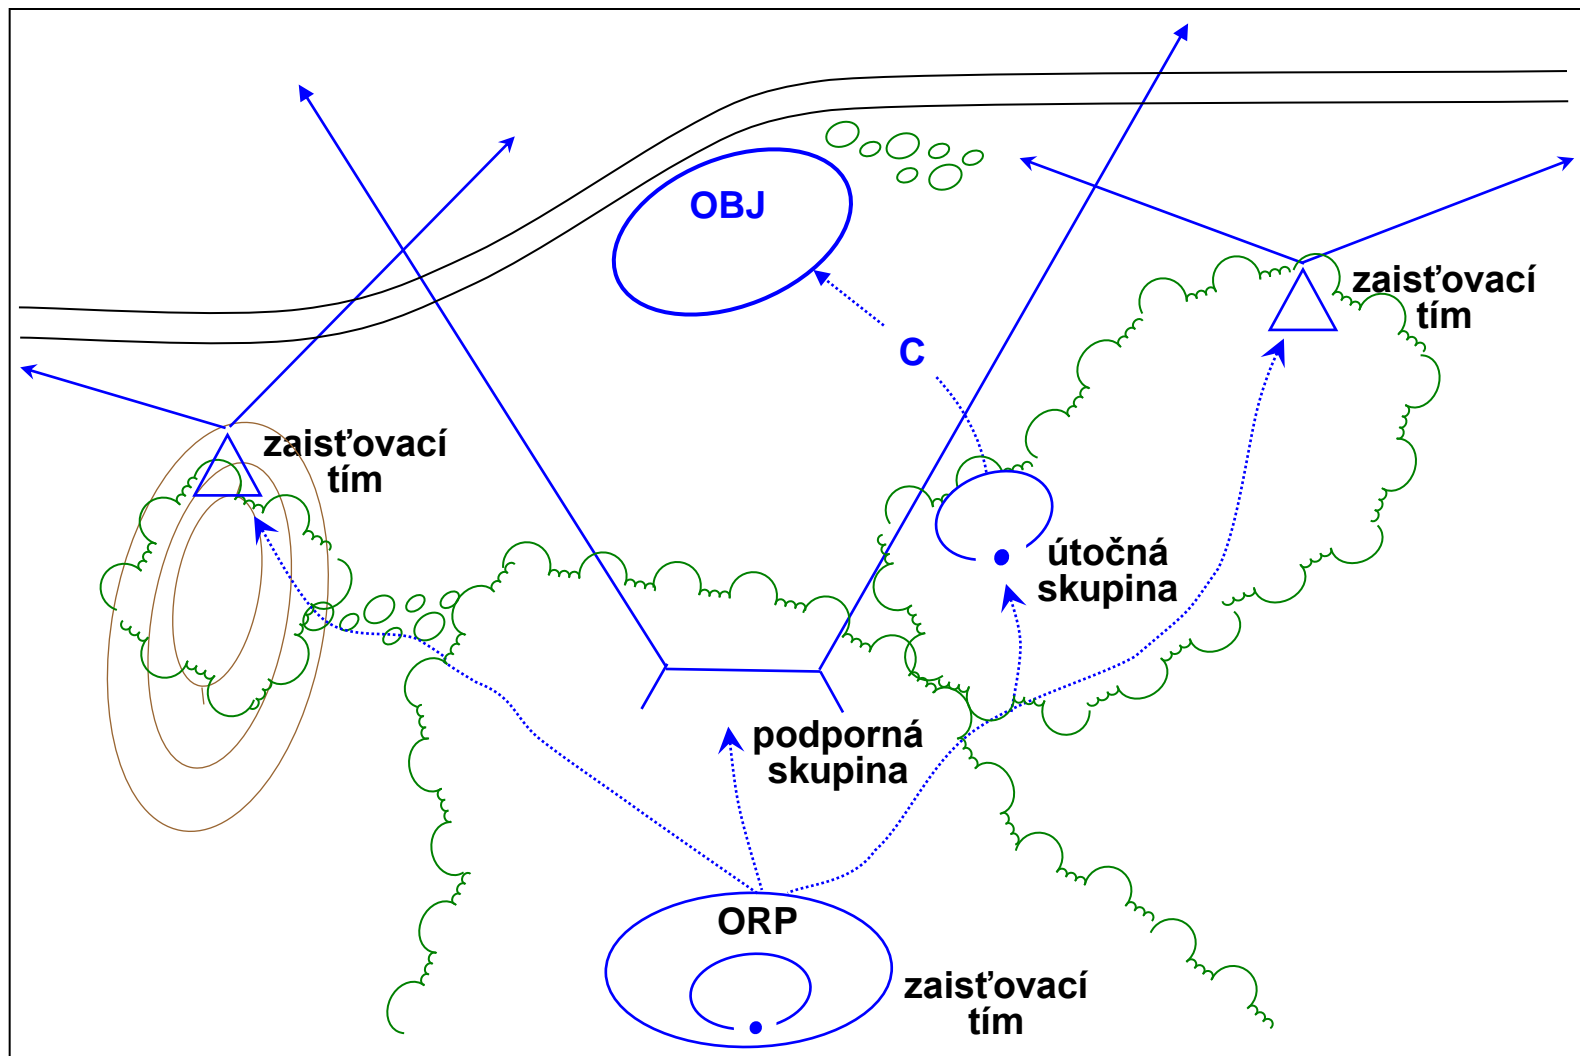 OBJ
zaisťovací
tím
C
zaisťovací
tím
útočná
skupina
podporná
skupina
ORP
zaisťovací
tím